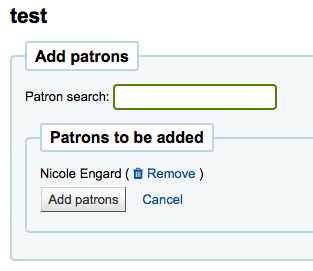 test
Add patrons
Patron search:
Patrons to be added
Nicole Engard ( Remove )
Add patrons Cancel